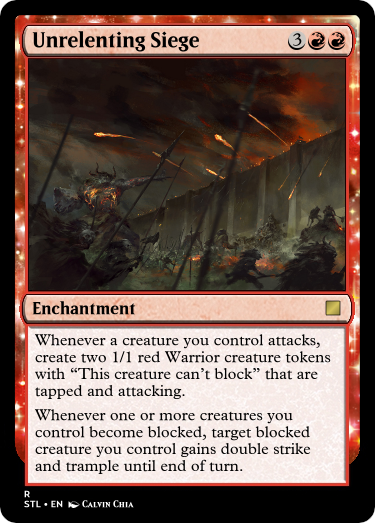 Unrelenting Siege 3
Enchantment
Whenever a creature you control attacks,
create two 1/1 red Warrior creature tokens
with “This creature can’t block” that are
tapped and attacking.
Whenever one or more creatures you
control become blocked, target blocked
creature you control gains double strike
and trample until end of turn.
R
STL • EN Calvin Chia